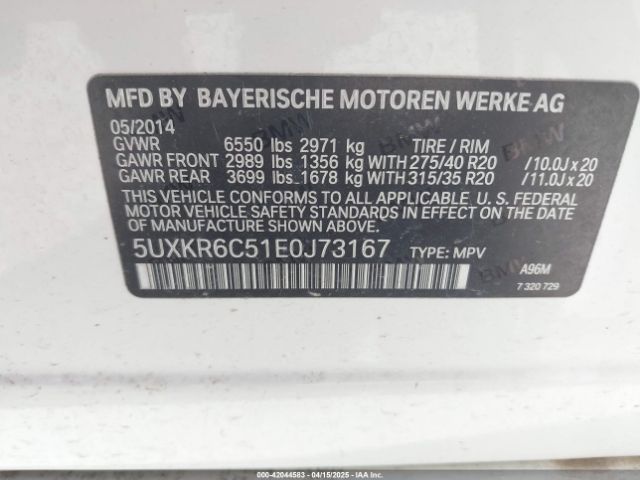 MFD BY BAYERISCHE MOTOREN WERKE AG
05/2014
GVWR 6550 lbs 2971 kg TIRE / RIM
GAWR FRONT 2989 lbs 1356 kg WITH 275/40 R20 /10.0J x 20
GAWR REAR 3699 lbs 1678 kg WITH 315/35 R20 /11.0J x 20
THIS VEHICLE CONFORMS TO ALL APPLICABLE U.S. FEDERAL
MOTOR VEHICLE SAFETY STANDARDS IN EFFECT ON THE DATE
OF MANUFACTURE SHOWN ABOVE.
5UXKR6C51E0J73167 TYPE: MPV
A96M
7 320 729
000-42044583 - 04/15/2025 - IAA Inc.